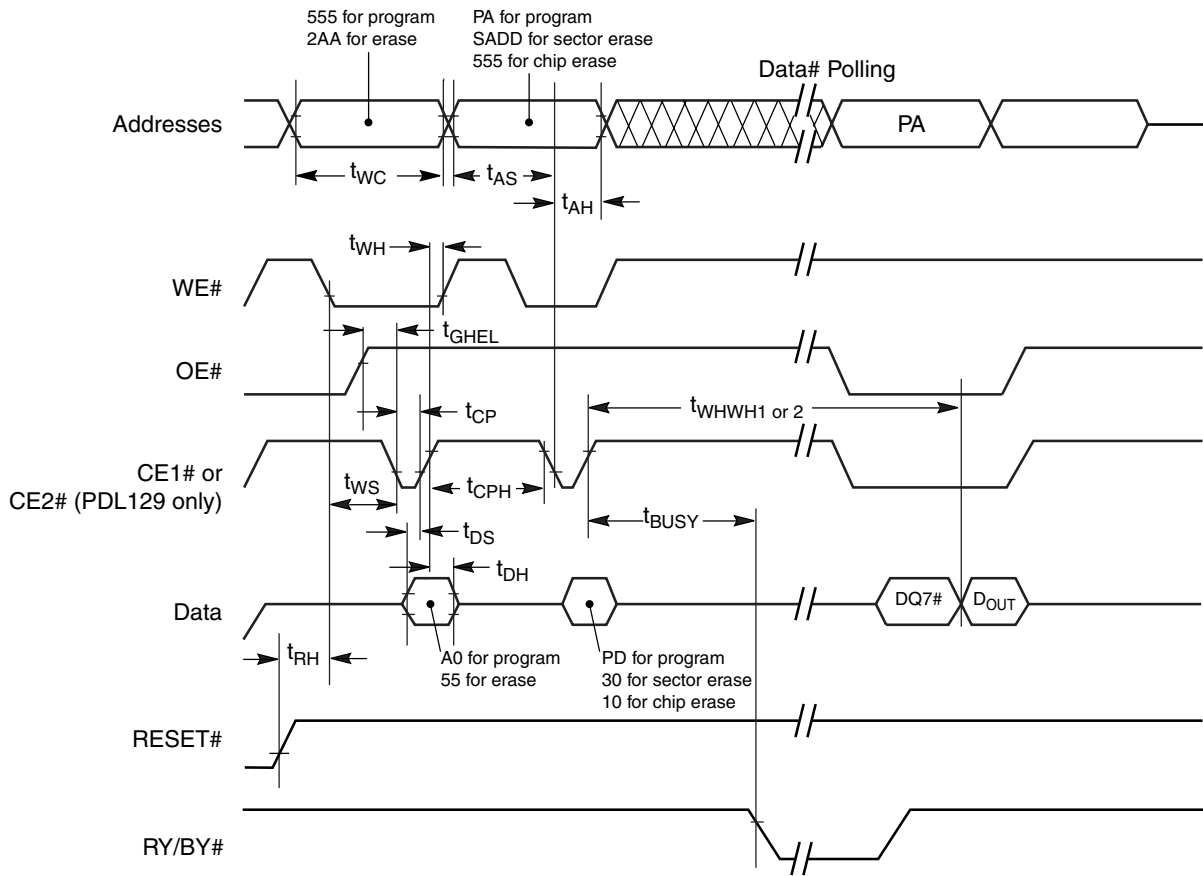 555 for program
2AA for erase
PA for program
SADD for sector erase
555 for chip erase
Data# Polling
Addresses
PA
tWC
tAS
tAH
tWH
WE#
tGHEL
OE#
tCP
tWHWH1 or 2
CE1# or
CE2# (PDL129 only)
tWS
tCPH
tBUSY
tDS
tDH
Data
DQ7#
DOUT
tRH
A0 for program
55 for erase
PD for program
30 for sector erase
10 for chip erase
RESET#
RY/BY#